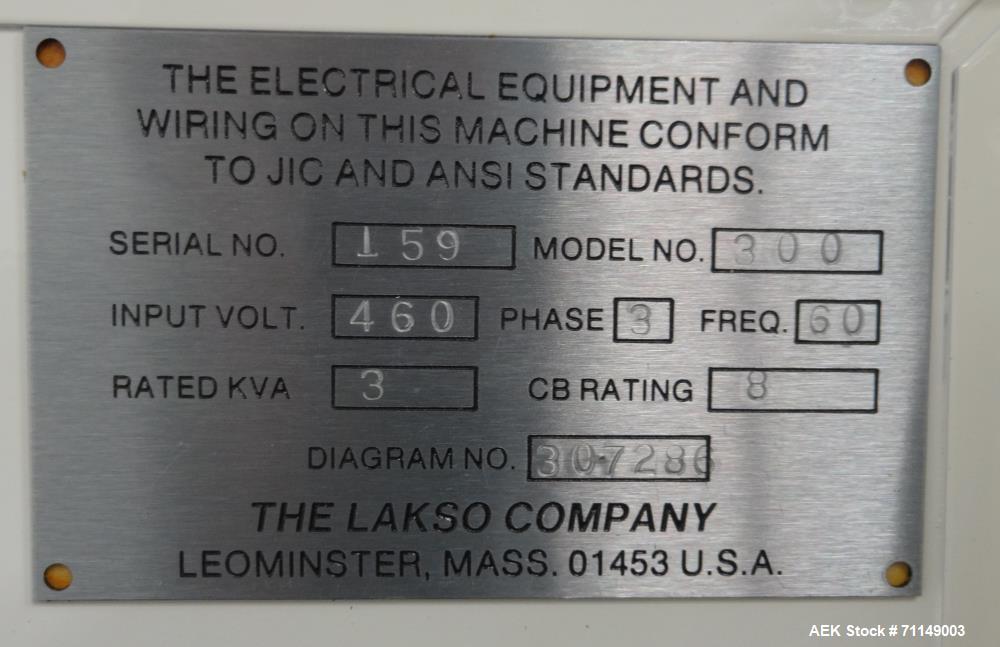 THE ELECTRICAL EQUIPMENT AND
WIRING ON THIS MACHINE CONFORM
TO JIC AND ANSI STANDARDS.
SERIAL NO. 159 MODEL NO. 300
INPUT VOLT. 460 PHASE 3 FREQ. 60
RATED KVA 3 CB RATING 8
DIAGRAM NO. 307286
THE LAKSO COMPANY
LEOMINSTER, MASS. 01453 U.S.A.
AEK Stock # 71149003